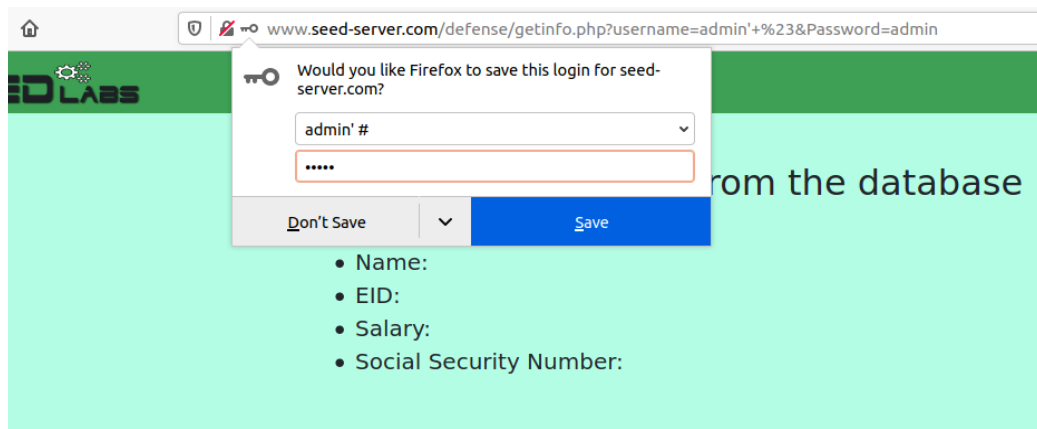 www.seed-server.com/defense/getinfo.php?username=admin'+%23&Password=admin
Would you like Firefox to save this login for seed-
server.com?
LABS
admin' #
•••••
rom the database
Don't Save
Save
• Name:
• EID:
• Salary:
• Social Security Number: